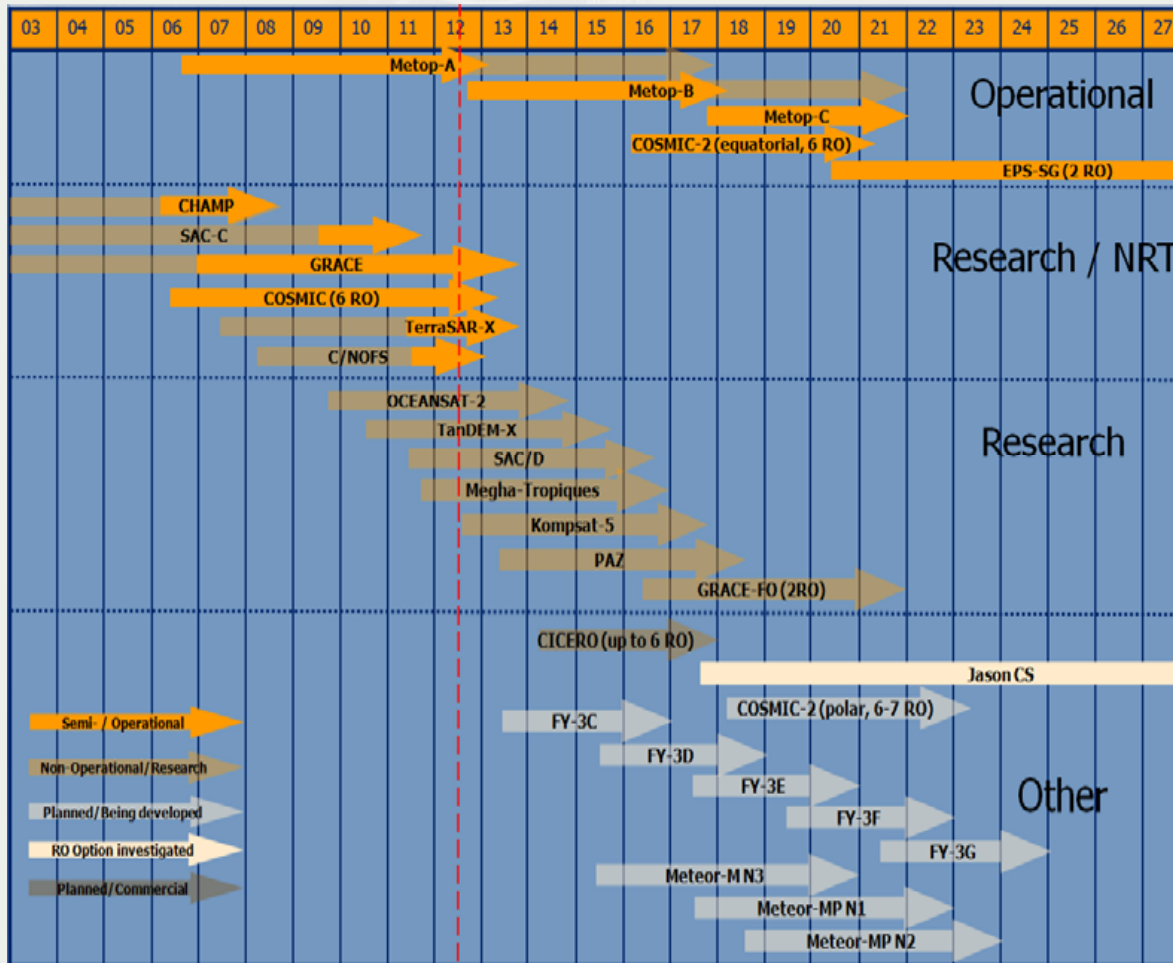 03 04 05 06 07 08 09 10 11 12 13 14 15 16 17 18 19 20 21 22 23 24 25 26 27
Metop-A
Metop-B
Operational
Metop-C
COSMIC-2 (equatorial, 6 RO)
EPS-SG (2 RO)
CHAMP
SAC-C
Research / NRT
GRACE
COSMIC (6 RO)
TerraSAR-X
C/NOFS
OCEANSAT-2
TanDEM-X
Research
SAC/D
Megha-Tropiques
Kompsat-5
PAZ
GRACE-FO (2RO)
CICERO (up to 6 RO)
Jason CS
COSMIC-2 (polar, 6-7 RO)
Semi- / Operational
FY-3C
FY-3D
Non-Operational/Research
FY-3E
Other
Planned/Being developed
FY-3F
RO Option investigated
FY-3G
Meteor-M N3
Planned/Commercial
Meteor-MP N1
Meteor-MP N2